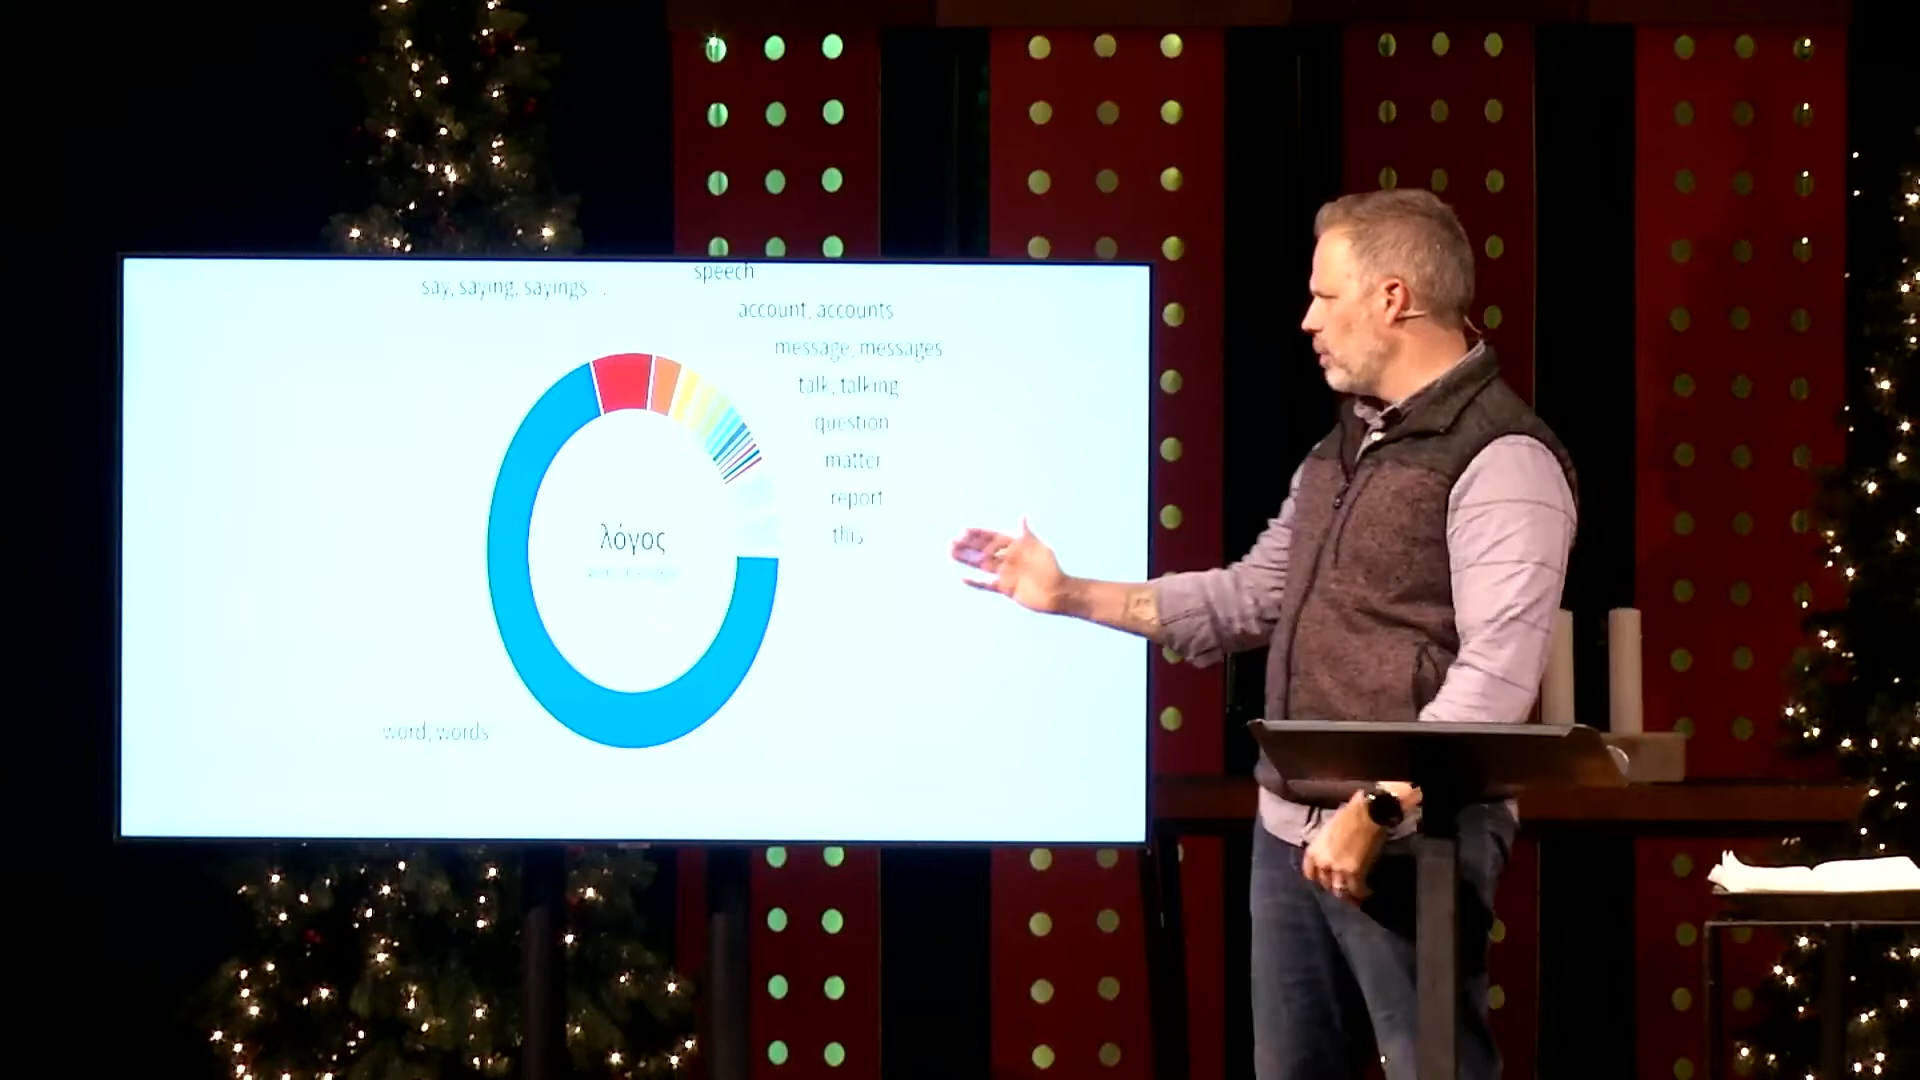 speech
say, saying, sayings
account, accounts
message, messages
talk, talking
question
matter
report
this
λόγος
word, words